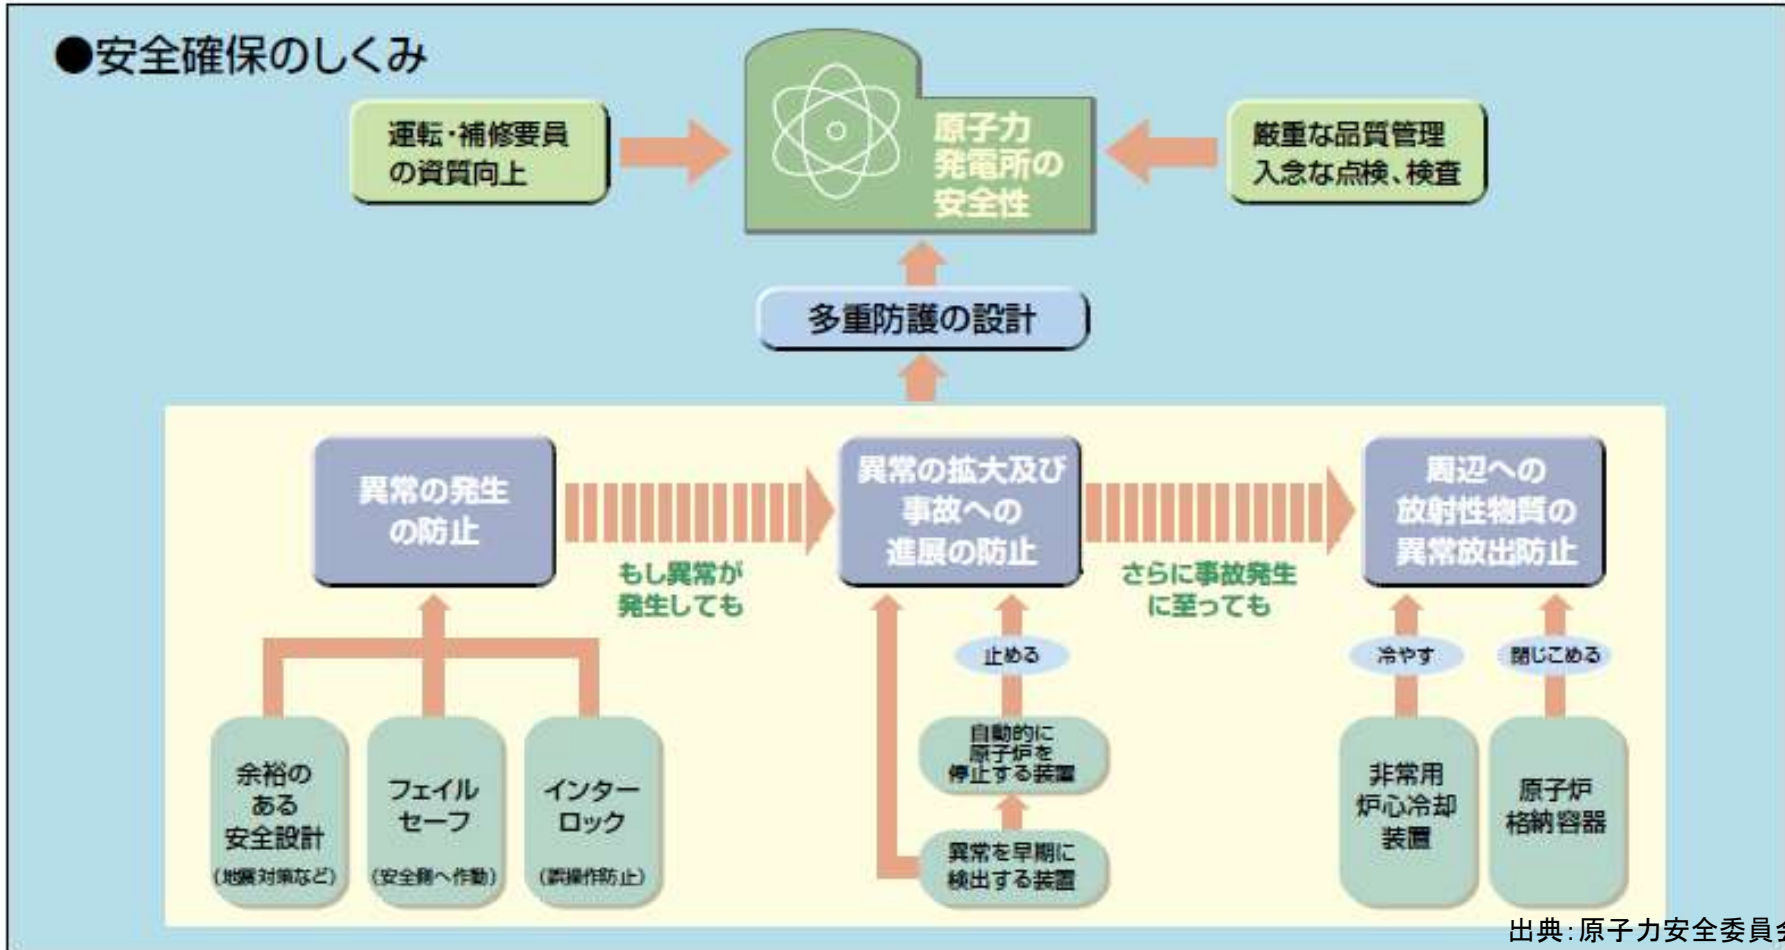 ●安全確保のしくみ
運転・補修要員
の資質向上
原子力
発電所の
安全性
厳重な品質管理
入念な点検、検査
多重防護の設計
異常の発生
の防止
もし異常が
発生しても
異常の拡大及び
事故への
進展の防止
さらに事故発生
に至っても
周辺への
放射性物質の
異常放出防止
止める
冷やす
閉じこめる
余裕の
ある
安全設計
(地震対策など)
フェイル
セーフ
(安全側へ作動)
インター
ロック
(誤操作防止)
自動的に
原子炉を
停止する装置
異常を早期に
検出する装置
非常用
炉心冷却
装置
原子炉
格納容器
出典:原子力安全委員会